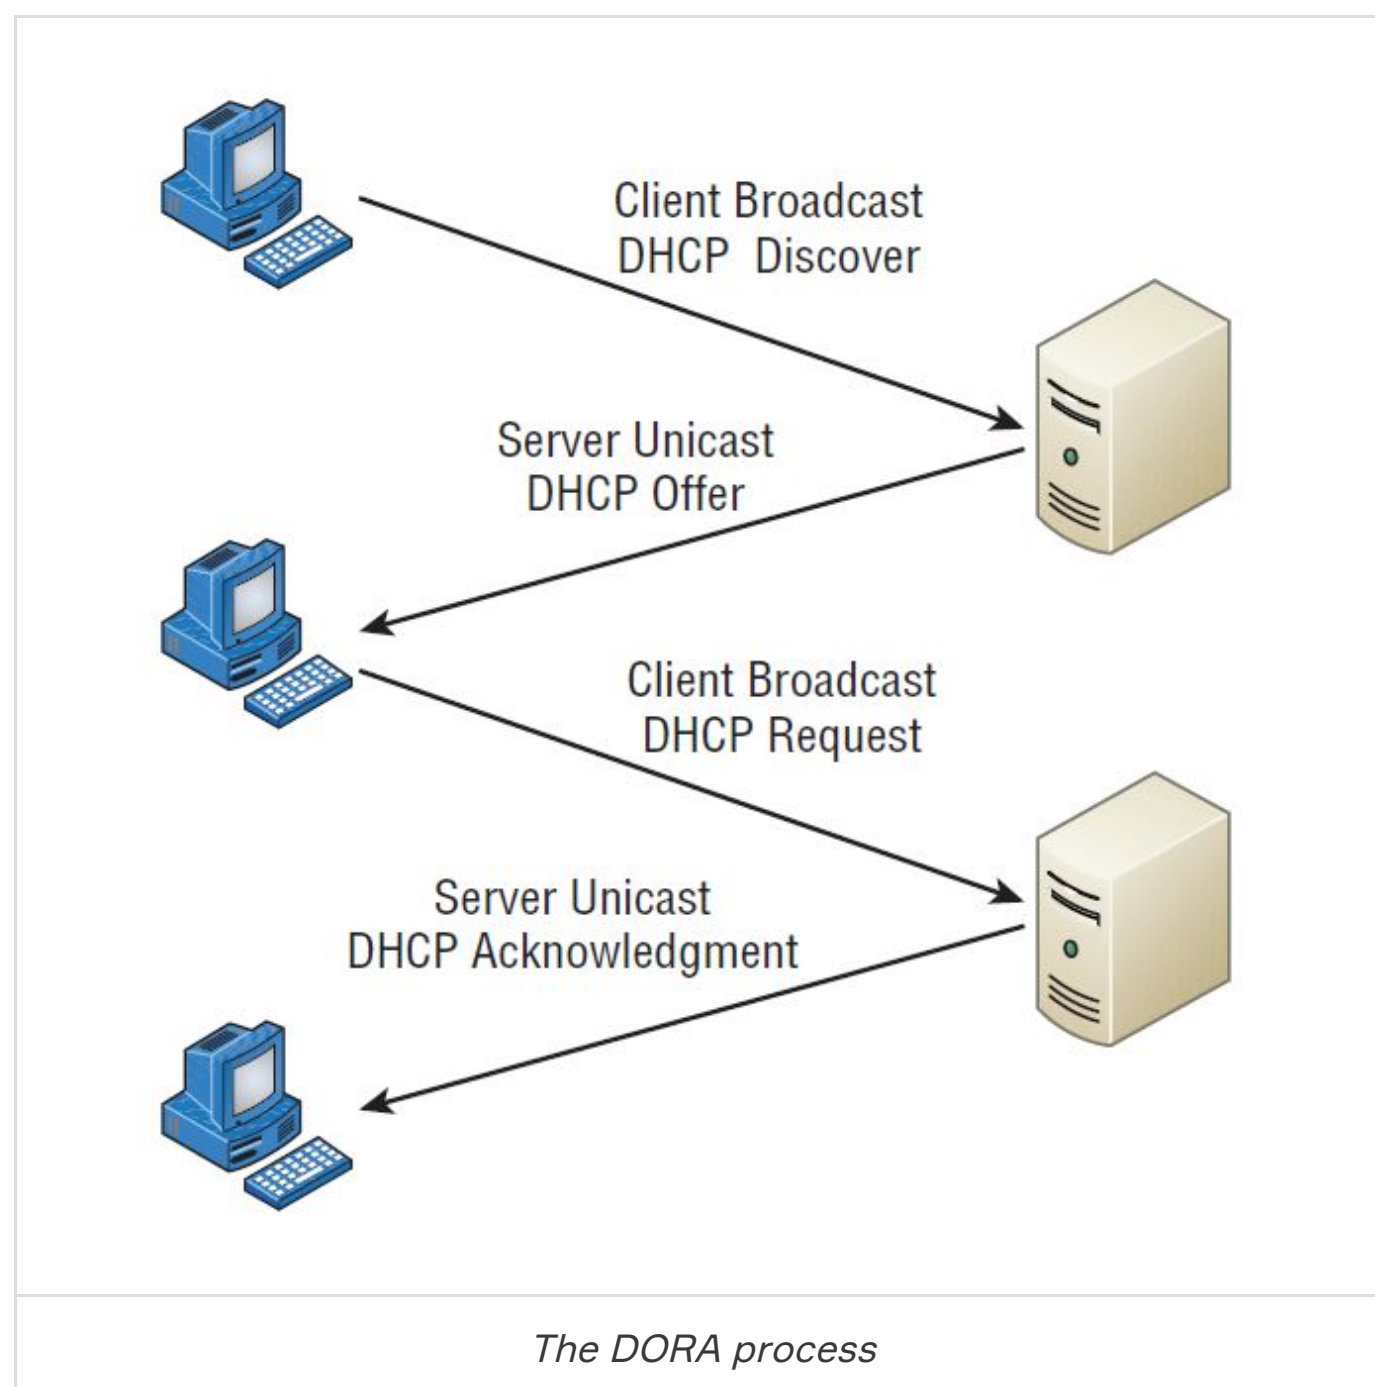 Client Broadcast
DHCP Discover
Server Unicast
DHCP Offer
Client Broadcast
DHCP Request
Server Unicast
DHCP Acknowledgment
The DORA process